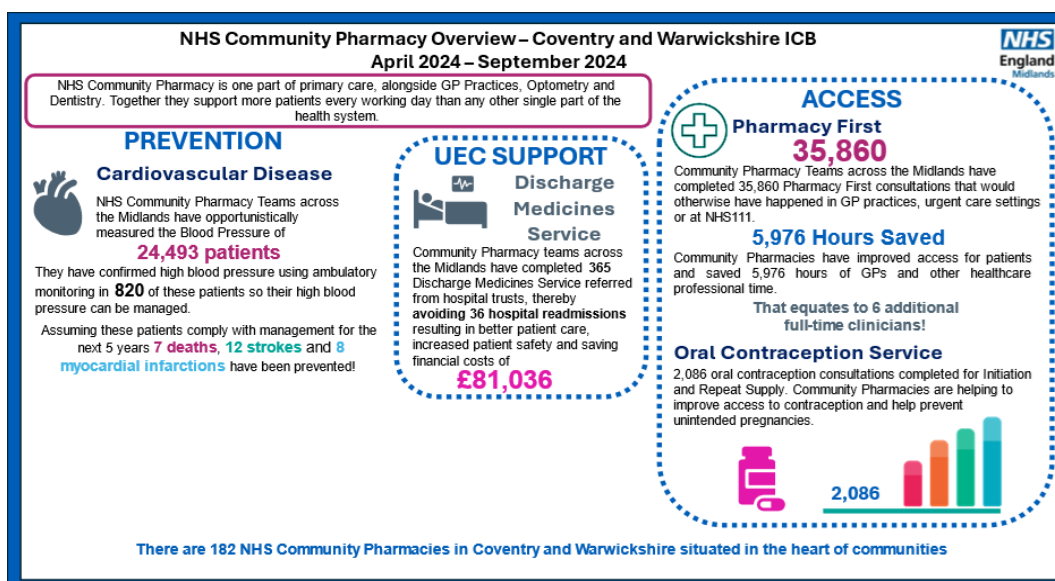 NHS Community Pharmacy Overview – Coventry and Warwickshire ICB
April 2024 – September 2024
NHS
England
Midlands
NHS Community Pharmacy is one part of primary care, alongside GP Practices, Optometry and
Dentistry. Together they support more patients every working day than any other single part of the
health system.
PREVENTION
Cardiovascular Disease
NHS Community Pharmacy Teams across
the Midlands have opportunistically
measured the Blood Pressure of
24,493 patients
They have confirmed high blood pressure using ambulatory
monitoring in 820 of these patients so their high blood
pressure can be managed.
Assuming these patients comply with management for the
next 5 years 7 deaths, 12 strokes and 8
myocardial infarctions have been prevented!
UEC SUPPORT
Discharge
Medicines
Service
Community Pharmacy teams across
the Midlands have completed 365
Discharge Medicines Service referred
from hospital trusts, thereby
avoiding 36 hospital readmissions
resulting in better patient care,
increased patient safety and saving
financial costs of
£81,036
ACCESS
Pharmacy First
35,860
Community Pharmacy Teams across the Midlands have
completed 35,860 Pharmacy First consultations that would
otherwise have happened in GP practices, urgent care settings
or at NHS111.
5,976 Hours Saved
Community Pharmacies have improved access for patients
and saved 5,976 hours of GPs and other healthcare
professional time.
That equates to 6 additional
full-time clinicians!
Oral Contraception Service
2,086 oral contraception consultations completed for Initiation
and Repeat Supply. Community Pharmacies are helping to
improve access to contraception and help prevent
unintended pregnancies.
2,086
There are 182 NHS Community Pharmacies in Coventry and Warwickshire situated in the heart of communities